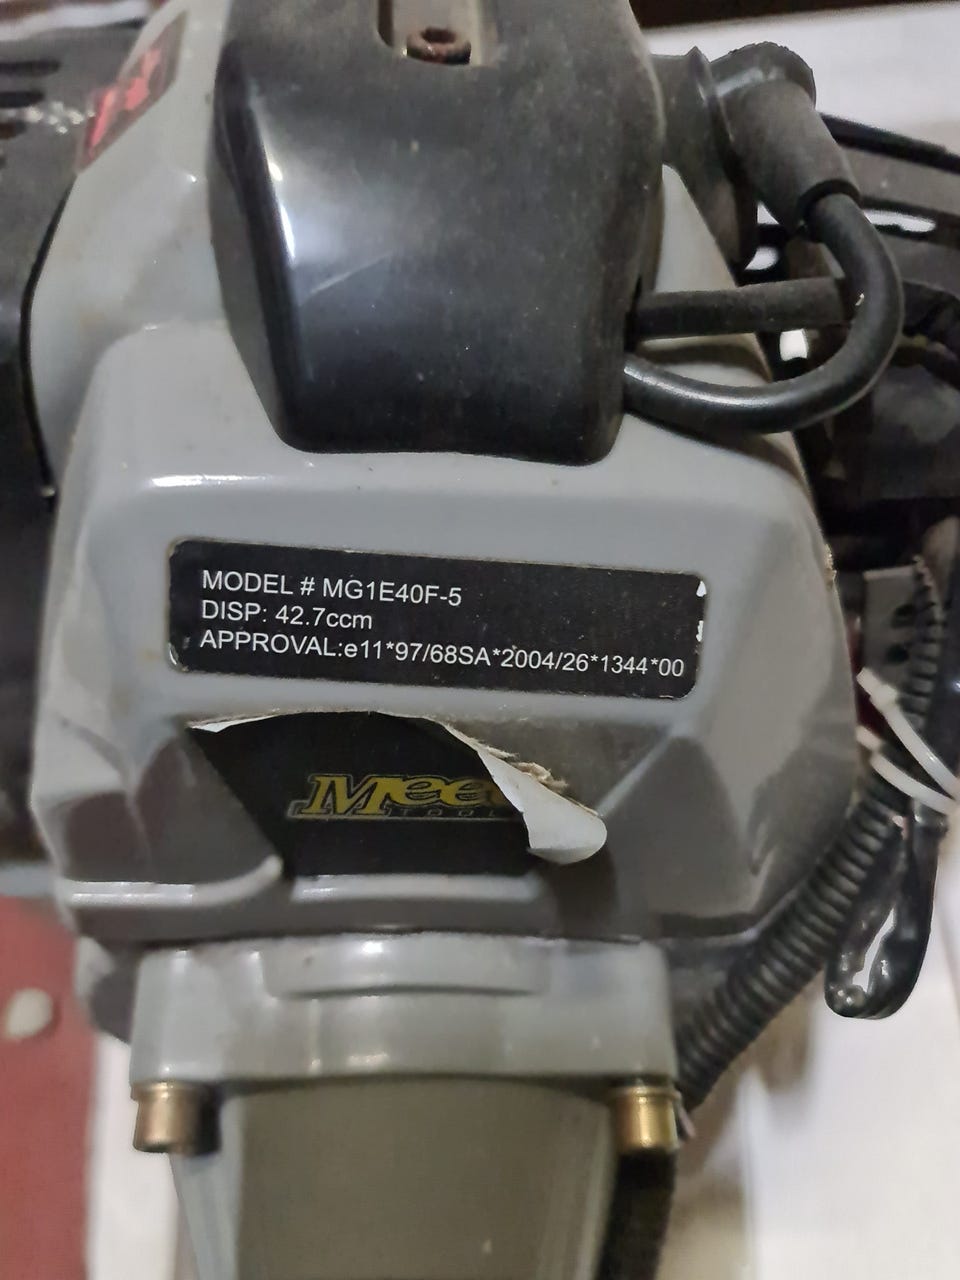 MODEL # MG1E40F-5
DISP: 42.7ccm
APPROVAL:e11*97/68SA*2004/26*1344*00